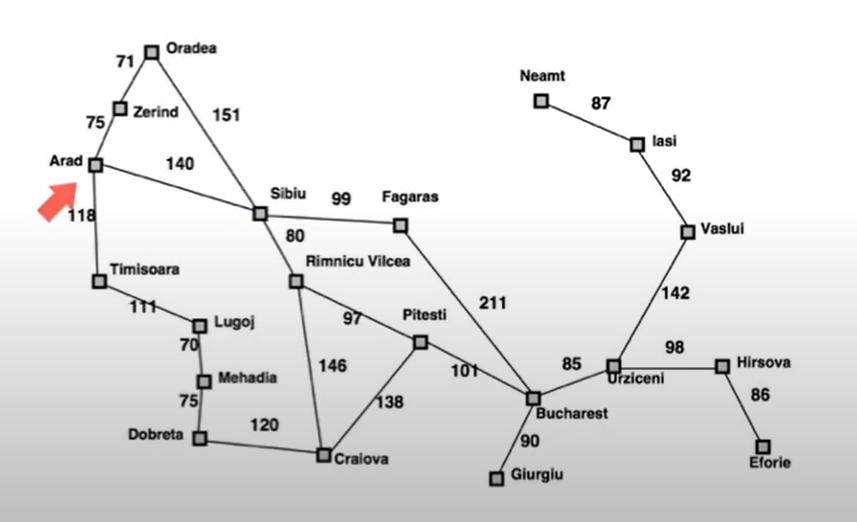 Oradea
71
Neamt
87
Zerind
151
75
Iasi
Arad
140
92
Sibiu
99
Fagaras
118
80
Vaslui
Rimnicu Vilcea
Timisoara
111
97
Pitesti
211
142
Lugoj
70
146
101
85
98
Hirsova
Mehadia
Urziceni
75
138
86
Bucharest
Dobreta
120
90
Craiova
Giurgiu
Eforie